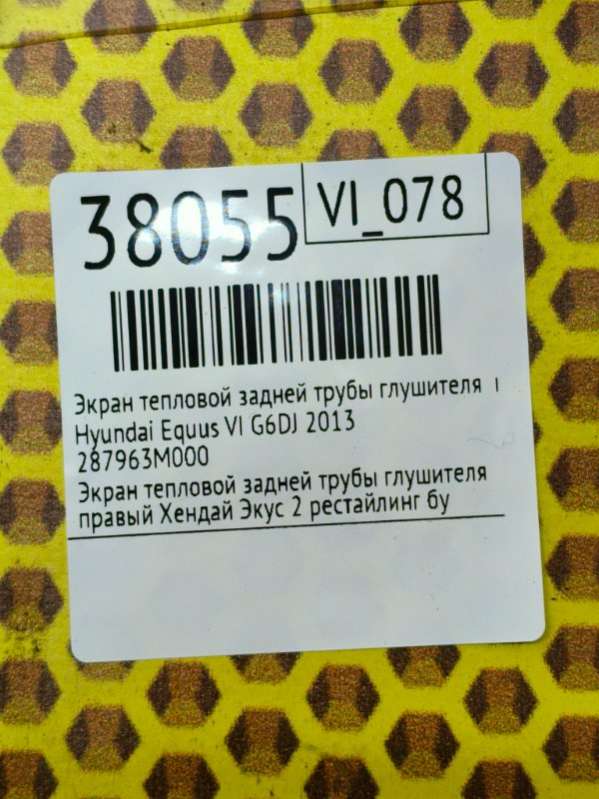 38055
VI_078
Экран тепловой задней трубы глушителя
Hyundai Equus VI G6DJ 2013
287963M000
Экран тепловой задней трубы глушителя
правый Хендай Экус 2 рестайлинг бу